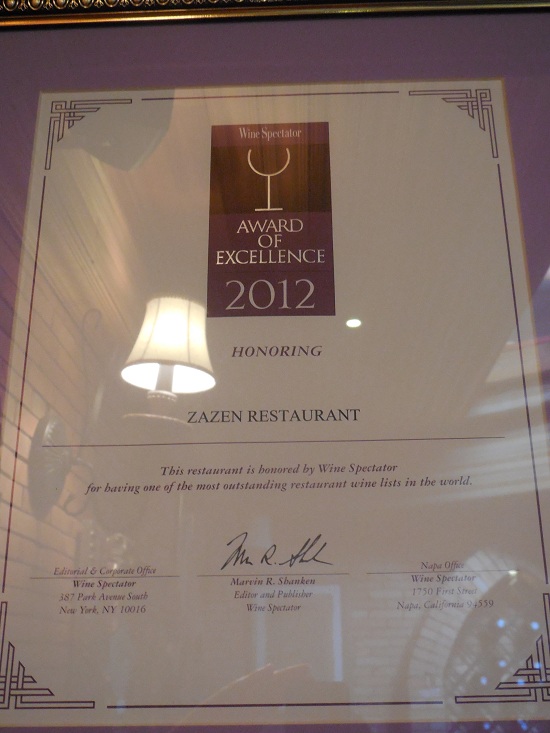 Wine Spectator
AWARD
OF
EXCELLENCE
2012
HONORING
ZAZEN RESTAURANT
This restaurant is honored by Wine Spectator
for having one of the most outstanding restaurant wine lists in the world.
Editorial & Corporate Office
Wine Spectator
387 Park Avenue South
New York, NY 10016
Marvin R. Shanken
Editor and Publisher
Wine Spectator
Napa Office
Wine Spectator
1750 First Street
Napa, California 94559